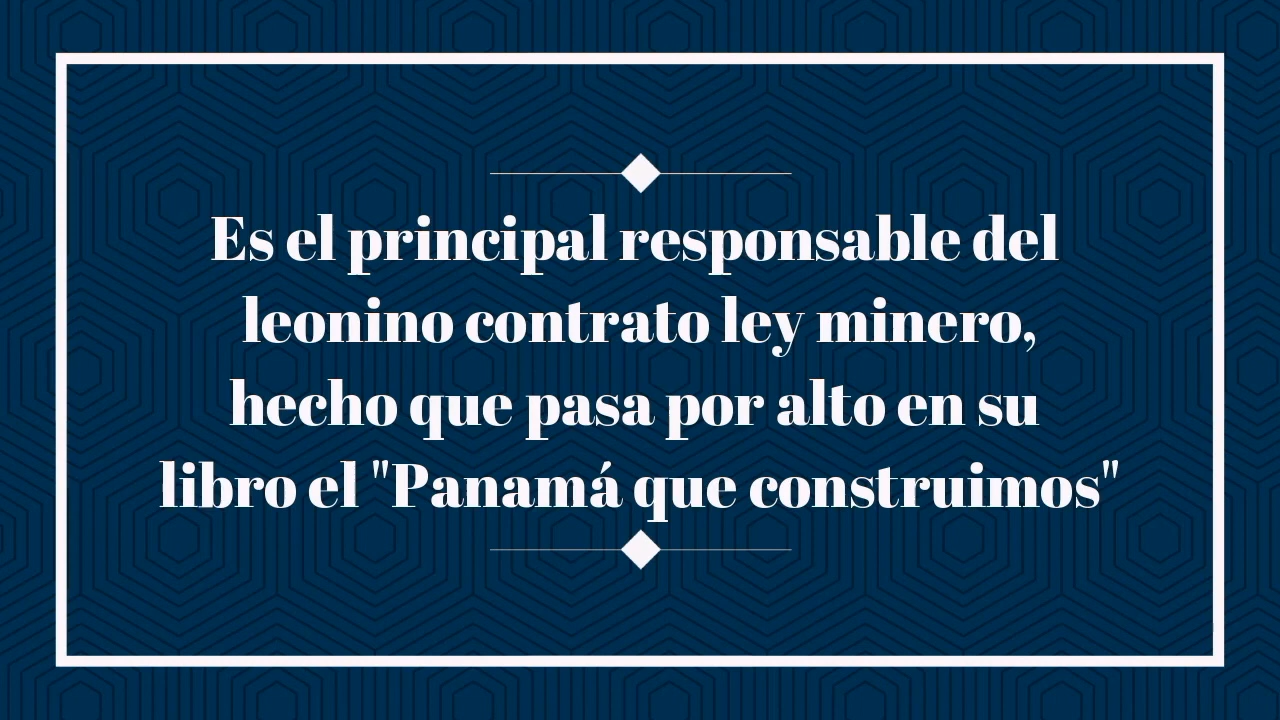 Es el principal responsable del
leonino contrato ley minero,
hecho que pasa por alto en su
libro el "Panamá que construimos"